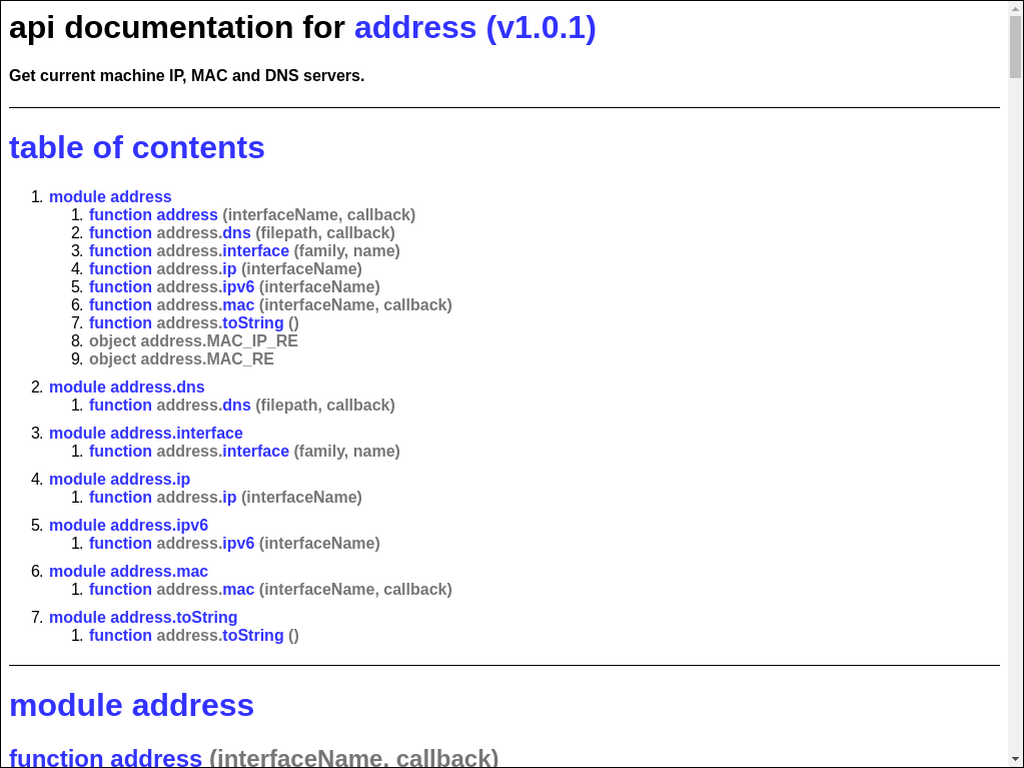 api documentation for address (v1.0.1)
Get current machine IP, MAC and DNS servers.
table of contents
1. module address
1. function address (interfaceName, callback)
2. function address.dns (filepath, callback)
3. function address.interface (family, name)
4. function address.ip (interfaceName)
5. function address.ipv6 (interfaceName)
6. function address.mac (interfaceName, callback)
7. function address.toString ()
8. object address.MAC_IP_RE
9. object address.MAC_RE
2. module address.dns
1. function address.dns (filepath, callback)
3. module address.interface
1. function address.interface (family, name)
4. module address.ip
1. function address.ip (interfaceName)
5. module address.ipv6
1. function address.ipv6 (interfaceName)
6. module address.mac
1. function address.mac (interfaceName, callback)
7. module address.toString
1. function address.toString ()
module address
function address (interfaceName, callback)